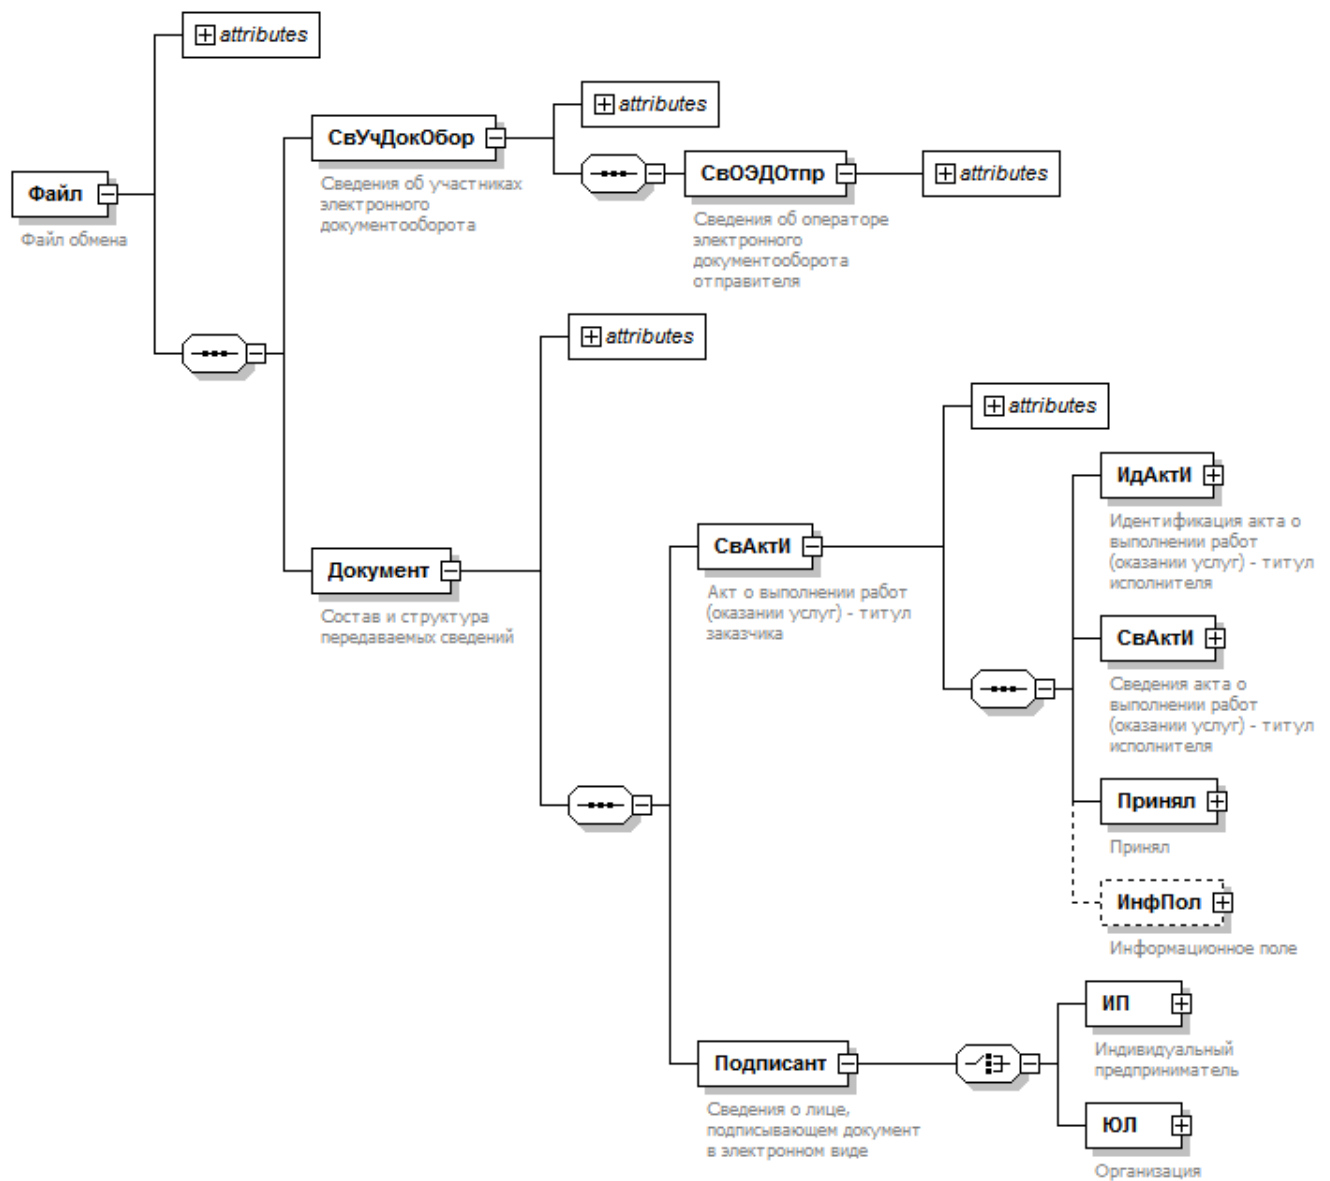 attributes
attributes
СвУчДокОбор
Сведения об участниках
электронного
документооборота
СвОЭДОтпр
attributes
Сведения об операторе
электронного
документооборота
отправителя
Файл
Файл обмена
attributes
attributes
ИдАктИ
Идентификация акта о
выполнении работ
(оказании услуг) - титул
исполнителя
СвАктИ
Акт о выполнении работ
(оказании услуг) - титул
заказчика
Документ
Состав и структура
передаваемых сведений
СвАктИ
Сведения акта о
выполнении работ
(оказании услуг) - титул
исполнителя
Принял
Принял
ИнфПол
Информационное поле
ИП
Индивидуальный
предприниматель
Подписант
Сведения о лице,
подписывающем документ
в электронном виде
ЮЛ
Организация